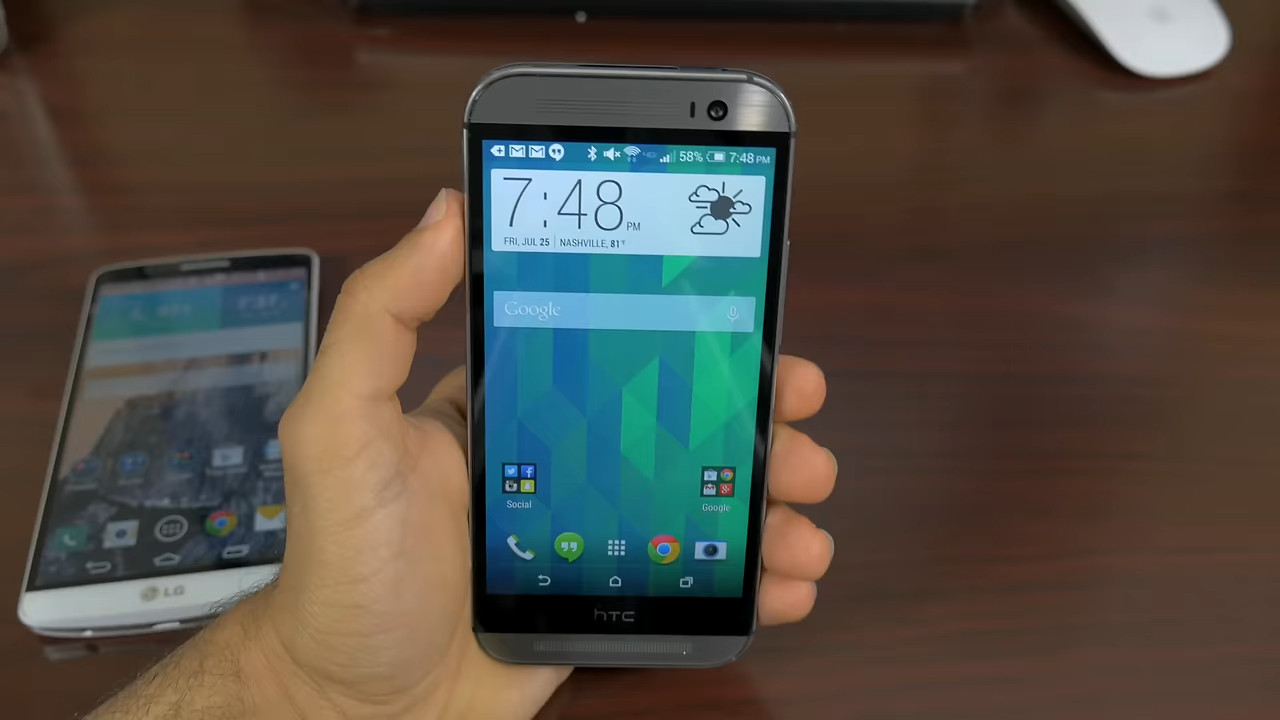 58% 7:48 PM
7:48 PM
FRI, JUL 25 NASHVILLE, 81°F
Google
Social
Google
hTC
LG